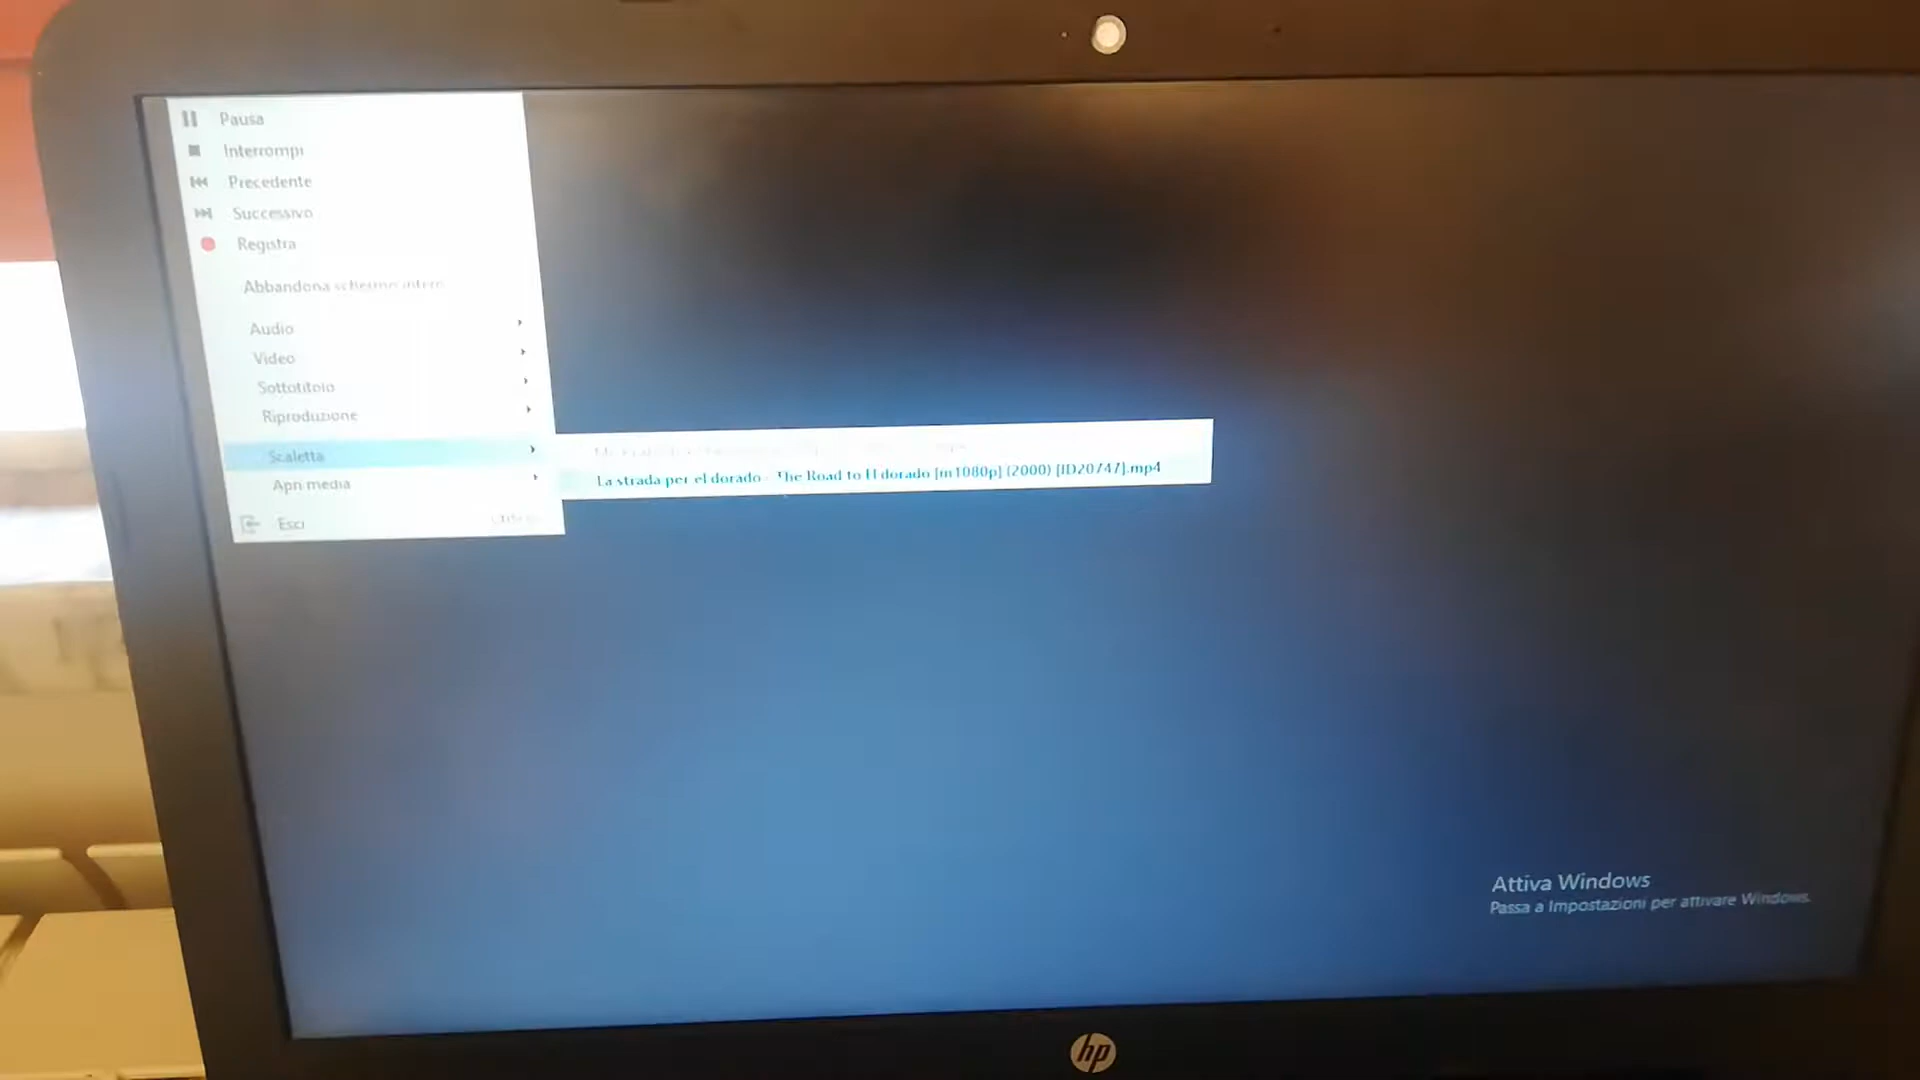 Pausa
Interrompi
Precedente
Successivo
Registra
Abbandona schermo intero
Audio
Video
Sottotitolo
Riproduzione
Scaletta
Apri media
La strada per el dorado - The Road to El dorado [m1080p] (2000) [ID20747].mp4
Esci
Attiva Windows
Passa a Impostazioni per attivare Windows.
hp